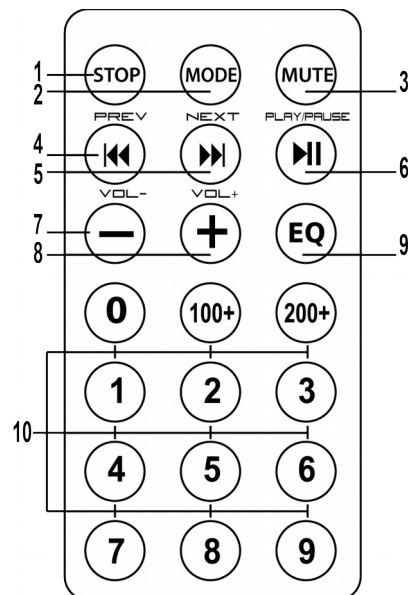 1 STOP MODE MUTE 3
2
PREV NEXT PLAY/PAUSE
4
5 6
VOL- VOL+
7 EQ
8 9
0 100+ 200+
1 2 3
10
4 5 6
7 8 9